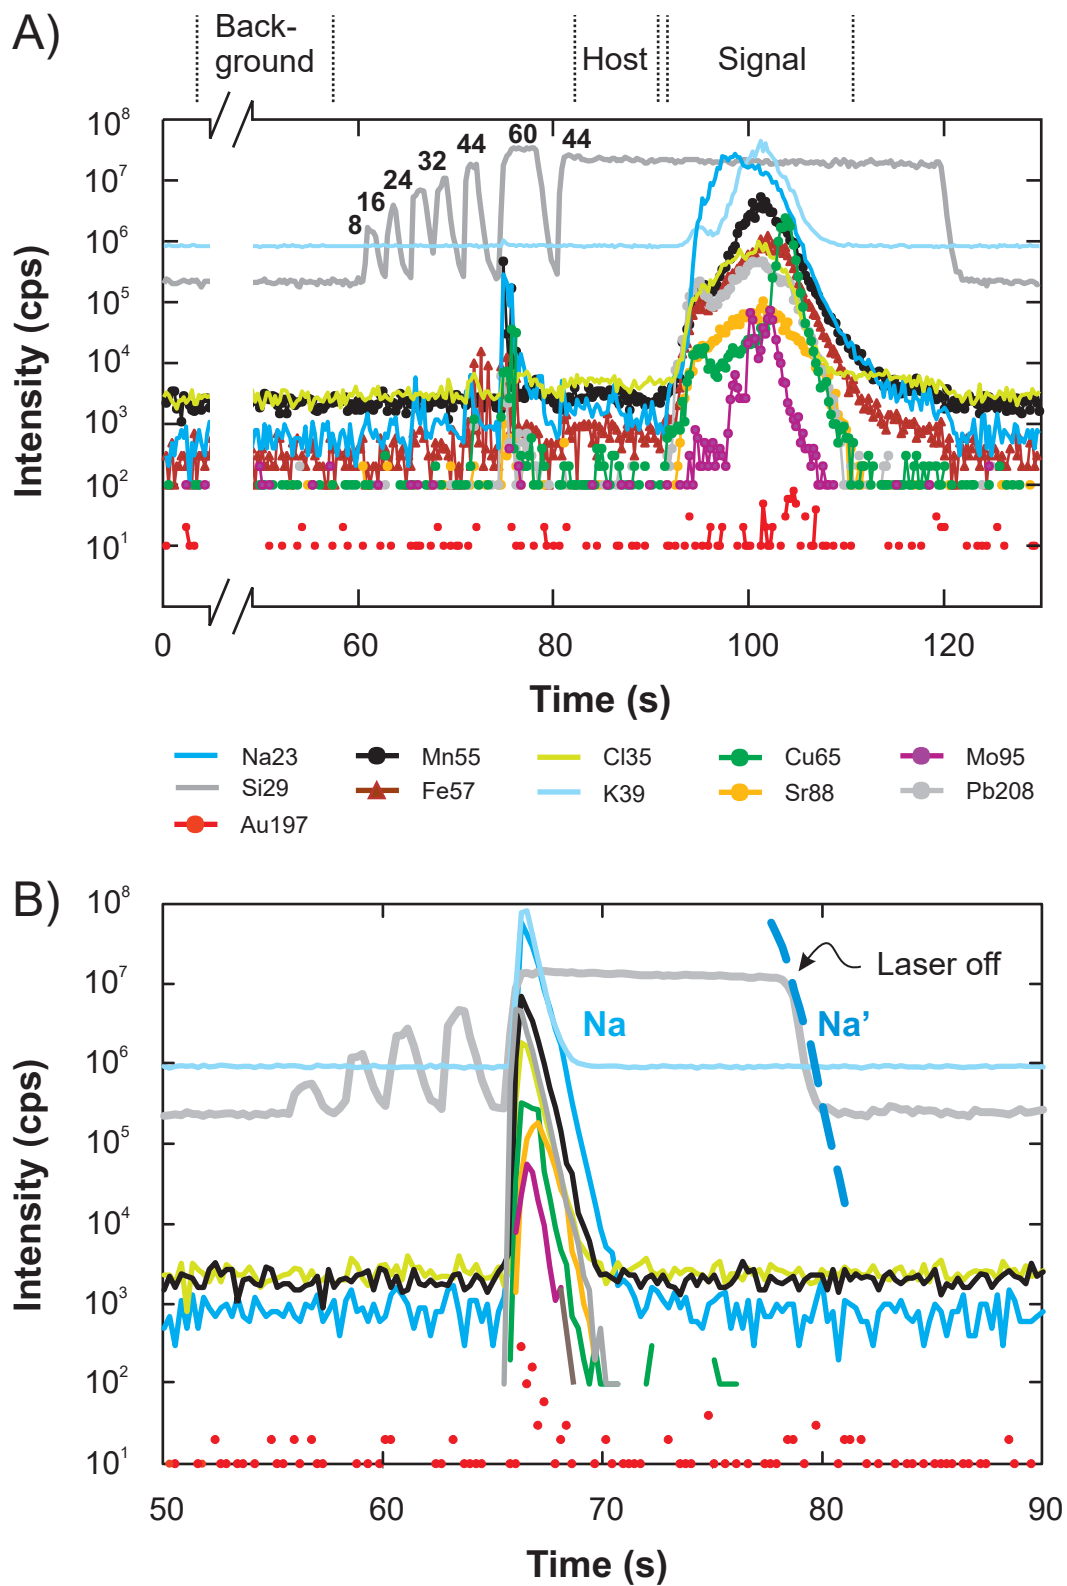 A)
Back-
ground
Host
Signal
10⁸
10⁷
10⁶
10⁵
10⁴
10³
10²
10¹
Intensity (cps)
8
16
24
32
44
60
44
0
60
80
100
120
Time (s)
Na23
Mn55
Cl35
Cu65
Mo95
Si29
Fe57
K39
Sr88
Pb208
Au197
B)
10⁸
10⁷
10⁶
10⁵
10⁴
10³
10²
10¹
Intensity (cps)
Laser off
Na
Na’
50
60
70
80
90
Time (s)